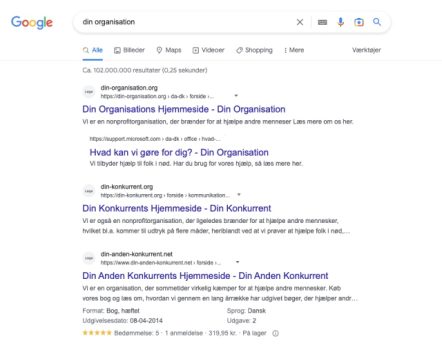 Google
din organisation
Alle Billeder Maps Videoer Shopping Mere Værktøjer
Ca. 102.000.000 resultater (0,25 sekunder)
Logo
din-organisation.org
https://din-organisation.org › da-dk › forside › ...
Din Organisations Hjemmeside - Din Organisation
Vi er en nonprofitorganisation, der brænder for at hjælpe andre menneser Læs mere om os her.
https://support.microsoft.com › da-dk › office › hvad-...
Hvad kan vi gøre for dig? - Din Organisation
Vi tilbyder hjælp til folk i nød. Har du brug for vores hjælp, så læs mere her.
Logo
din-konkurrent.org
https://din-konkurrent.org › forside › kommunikation...
Din Konkurrents Hjemmeside - Din Konkurrent
Vi er også en nonprofitorganisation, der ligeledes brænder for at hjælpe andre mennesker,
hvilket bl.a. kommer til udtryk på flere måder, heriblandt ved at vi prøver at hjælpe folk i nød,...
Logo
din-anden-konkurrent.net
https://www.din-anden-konkurrent.net › forside › ...
Din Anden Konkurrents Hjemmeside - Din Anden Konkurrent
Vi er en organisation, der sometider virkelig kæmper for at hjælpe andre mennesker. Køb
vores bog og læs om, hvordan vi gennem en lang årrække har udgivet bøger, der hjælper andr...
Format: Bog, hæftet Sprog: Dansk
Udgivelsesdato: 08-04-2014 Udgave: 2
Bedømmelse: 5 · 1 anmeldelse · 319,95 kr. · På lager